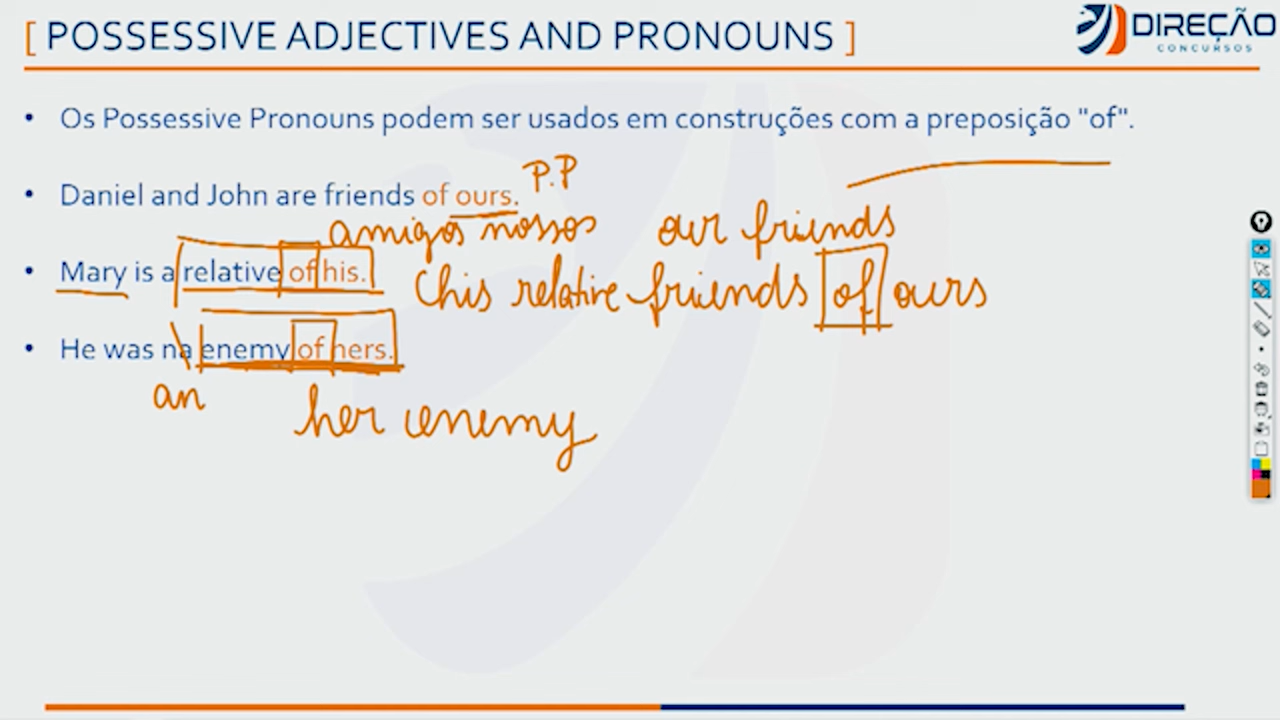 [ POSSESSIVE ADJECTIVES AND PRONOUNS ]
DIREÇÃO
CONCURSOS
• Os Possessive Pronouns podem ser usados em construções com a preposição "of".
P.P
• Daniel and John are friends of ours.
amigos nossos our friends
• Mary is a relative of his.
his relative friends of ours
• He was na enemy of hers.
an her enemy